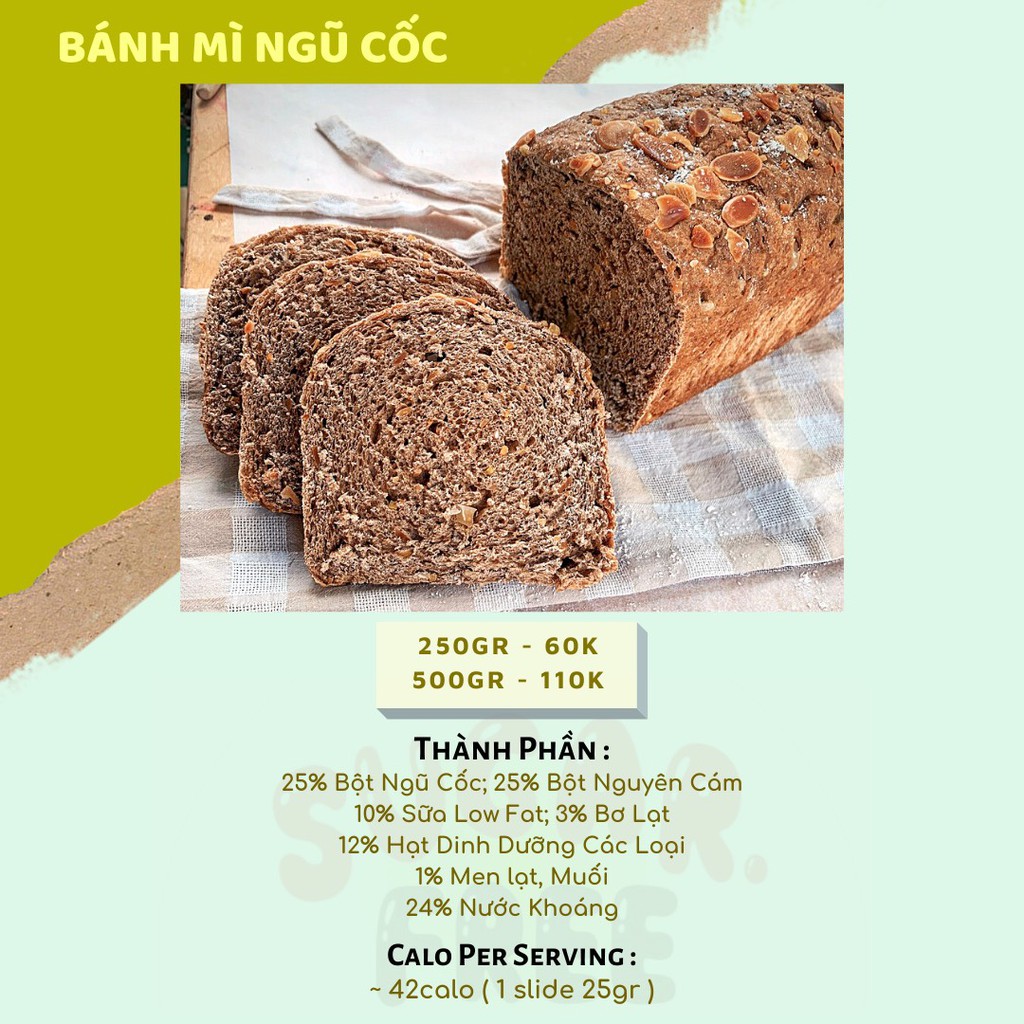 BÁNH MÌ NGŨ CỐC
250GR - 60K
500GR - 110K
THÀNH PHẦN :
25% Bột Ngũ Cốc; 25% Bột Nguyên Cám
10% Sữa Low Fat; 3% Bơ Lạt
12% Hạt Dinh Dưỡng Các Loại
1% Men lạt, Muối
24% Nước Khoáng
CALO PER SERVING :
~ 42calo ( 1 slide 25gr )
SUGAR.
FREE